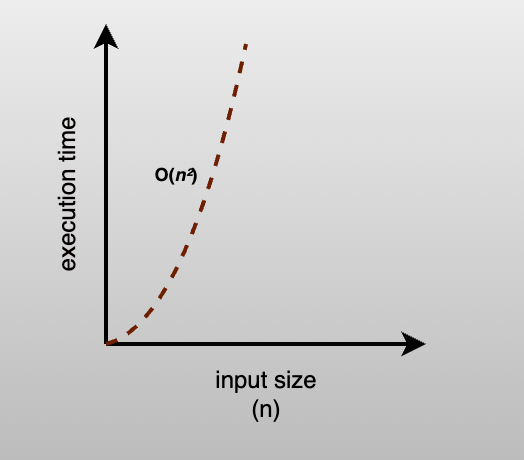 execution time
O(n²)
input size
(n)